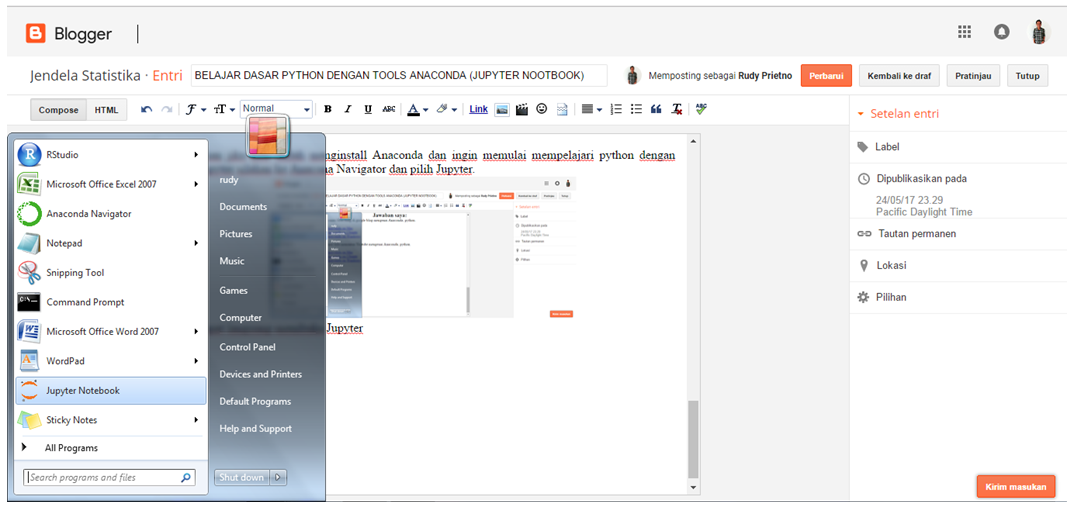 Blogger
Jendela Statistika · Entri
BELAJAR DASAR PYTHON DENGAN TOOLS ANACONDA (JUPYTER NOOTBOOK)
Memposting sebagai Rudy Prietno
Perbarui
Kembali ke draf
Pratinjau
Tutup
Compose
HTML
Normal
B I U ABC
A
Link
ABC
nginstall Anaconda dan ingin memulai mempelajari python dengan
Navigator dan pilih Jupyter.
Jawaban saya:
Jupyter
RStudio
Microsoft Office Excel 2007
Anaconda Navigator
Notepad
Snipping Tool
Command Prompt
Microsoft Office Word 2007
WordPad
Jupyter Notebook
Sticky Notes
All Programs
Search programs and files
rudy
Documents
Pictures
Music
Games
Computer
Control Panel
Devices and Printers
Default Programs
Help and Support
Shut down
Setelan entri
Label
Dipublikasikan pada
24/05/17 23.29
Pacific Daylight Time
Tautan permanen
Lokasi
Pilihan
Kirim masukan